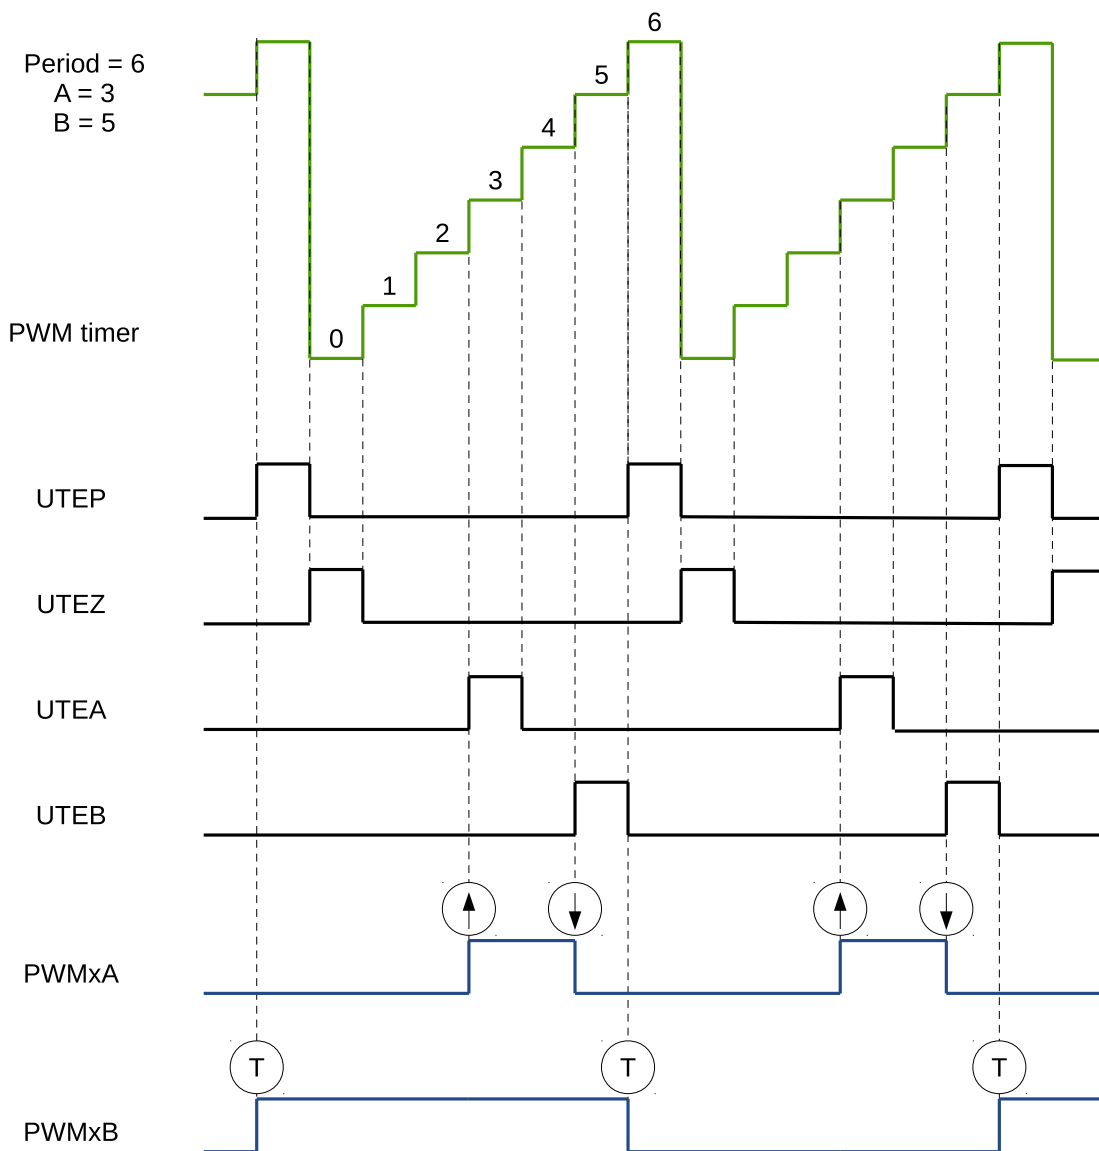 6
Period = 6
A = 3
B = 5
5
4
3
2
1
0
PWM timer
UTEP
UTEZ
UTEA
UTEB
PWMxA
T T T
PWMxB